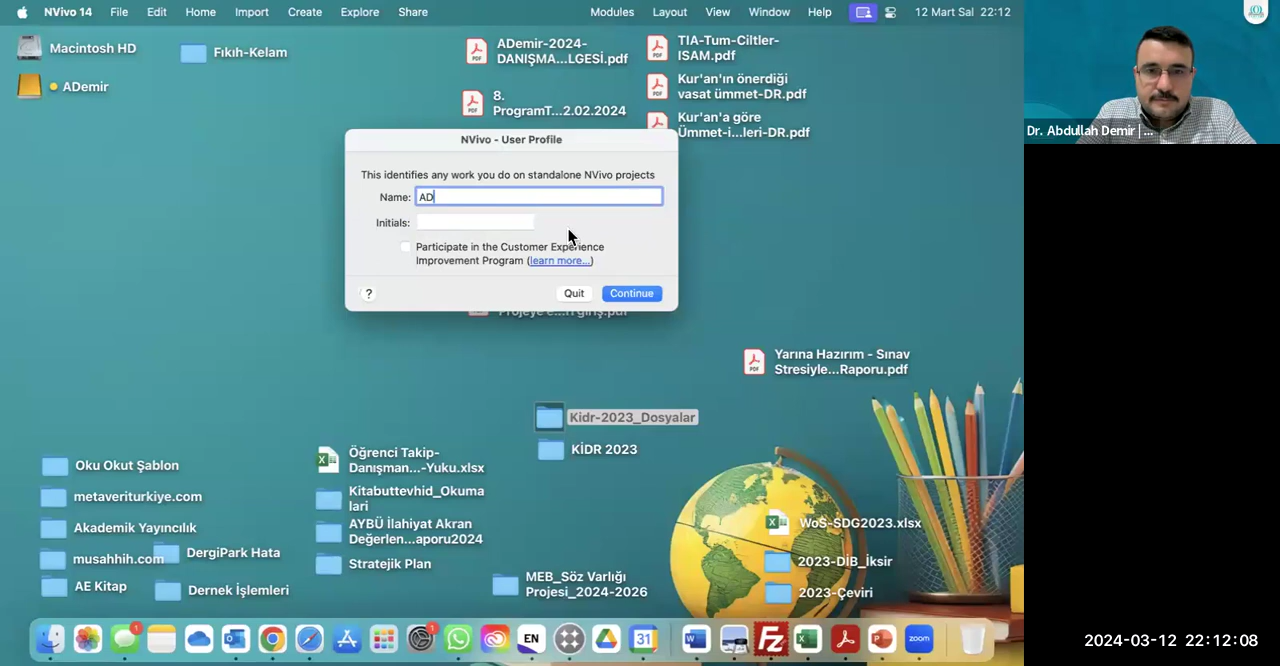 NVivo 14 File Edit Home Import Create Explore Share Modules Layout View Window Help 12 Mart Sal 22:12
Macintosh HD
ADemir
Fıkıh-Kelam
ADemir-2024-
DANIŞMA...LGESİ.pdf
8.
ProgramT...2.02.2024
TIA-Tum-Ciltler-
ISAM.pdf
Kur'an'ın önerdiği
vasat ümmet-DR.pdf
Kur'an'a göre
Ümmet-i...leri-DR.pdf
Dr. Abdullah Demir |...
NVivo - User Profile
This identifies any work you do on standalone NVivo projects
Name: AD
Initials:
Participate in the Customer Experience
Improvement Program (learn more...)
? Quit Continue
Yarına Hazırım - Sınav
Stresiyle...Raporu.pdf
Kidr-2023_Dosyalar
KİDR 2023
Oku Okut Şablon
metaveriturkiye.com
Akademik Yayıncılık
musahhih.com
AE Kitap
DergiPark Hata
Dernek İşlemleri
Öğrenci Takip-
Danışman...-Yuku.xlsx
Kitabuttevhid_Okuma
lari
AYBÜ İlahiyat Akran
Değerlen...aporu2024
Stratejik Plan
MEB_Söz Varlığı
Projesi_2024-2026
WoS-SDG2023.xlsx
2023-DİB_İksir
2023-Çeviri
EN
31
zoom
2024-03-12 22:12:08